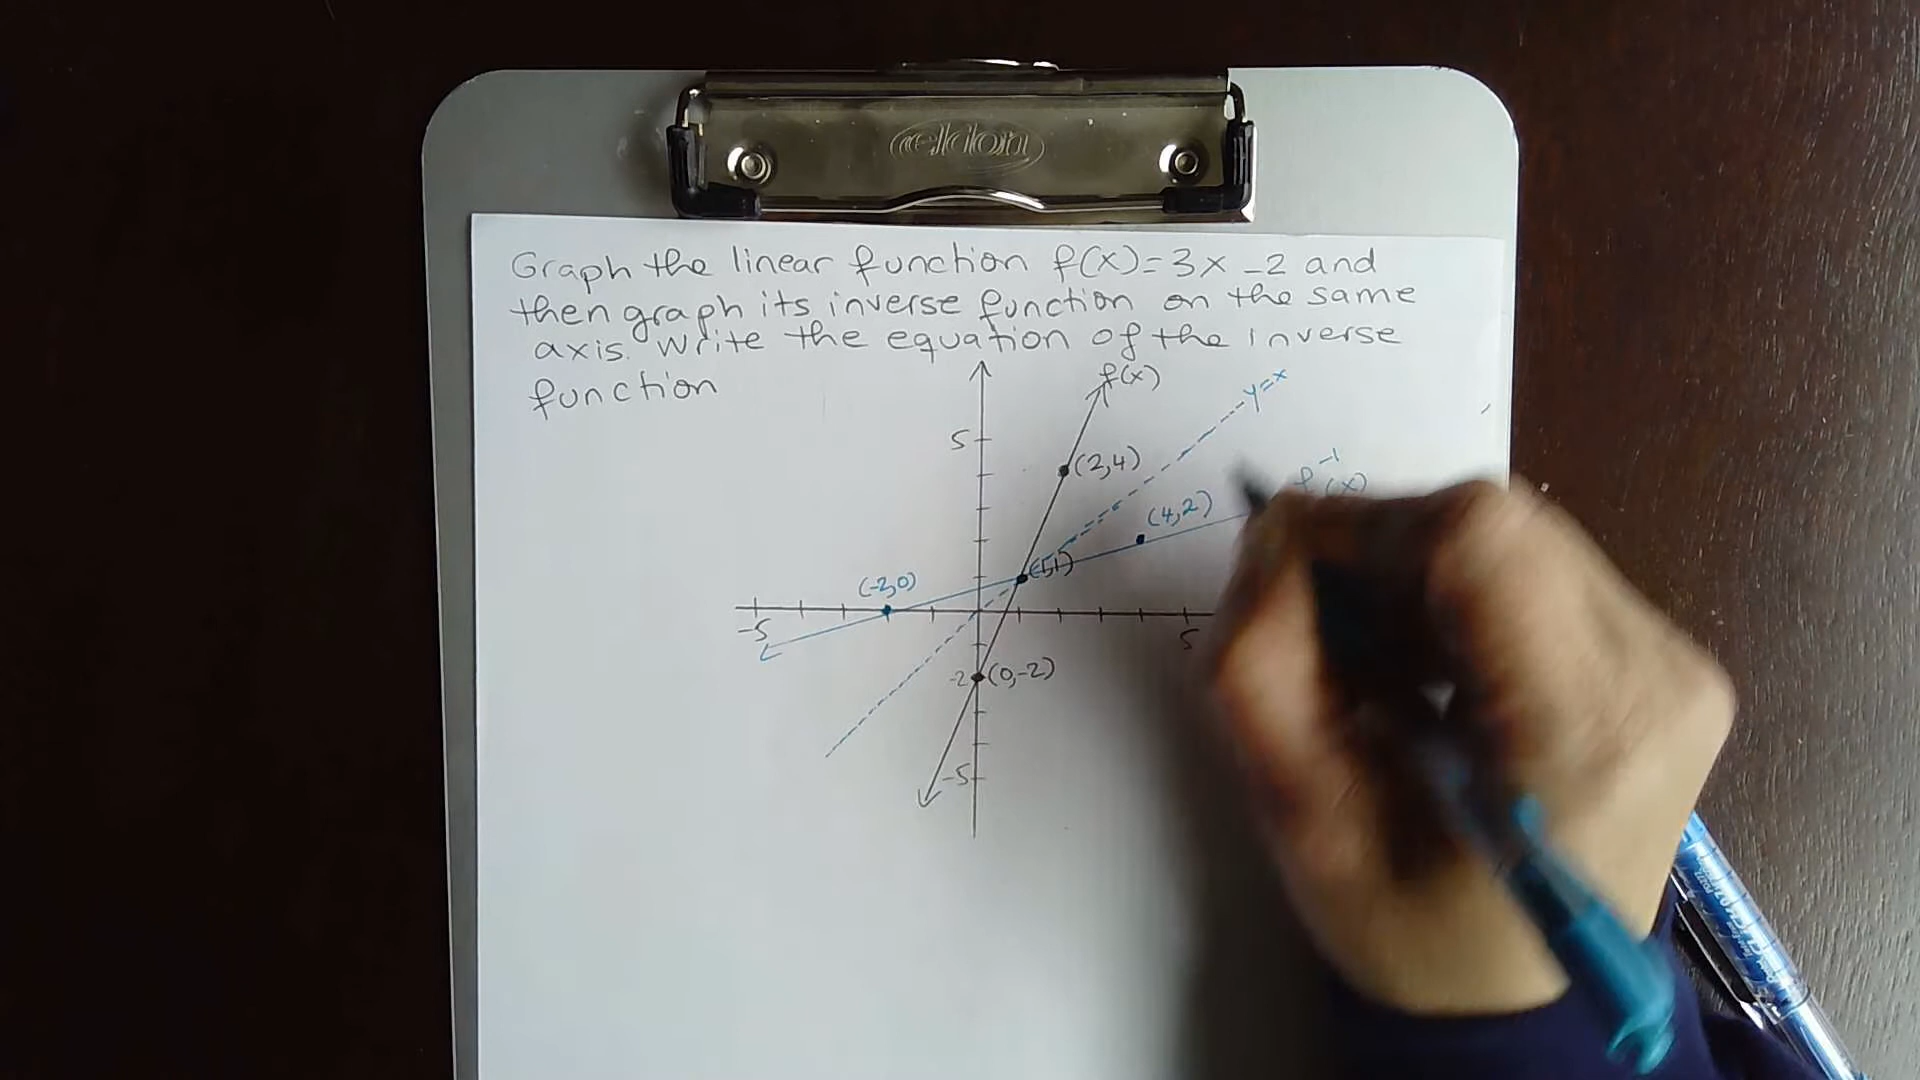 eldon
Graph the linear function f(x)=3x-2 and
then graph its inverse function on the same
axis. Write the equation of the inverse
function
f(x)
y=x
5
(2,4)
f⁻¹(x)
(4,2)
(1,1)
(-2,0)
-5
5
-2
(0,-2)
-5